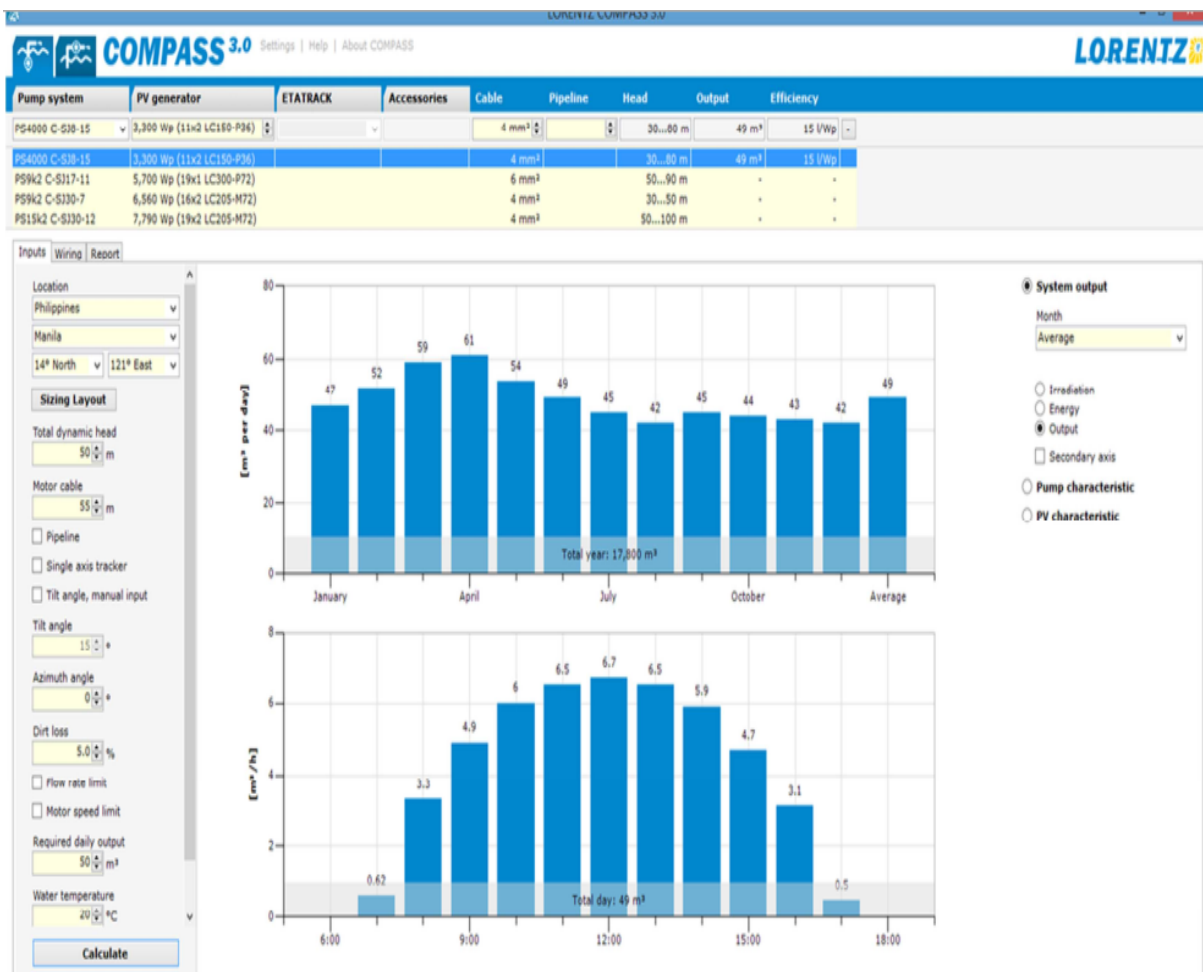 LORENTZ COMPASS 3.0
COMPASS 3.0 Settings | Help | About COMPASS
LORENTZ
Pump system PV generator ETATRACK Accessories Cable Pipeline Head Output Efficiency
PS4000 C-SJ8-15 3,300 Wp (11x2 LC150-P36) 4 mm² 30...80 m 49 m³ 15 l/Wp -
PS4000 C-SJ8-15 3,300 Wp (11x2 LC150-P36) 4 mm² 30...80 m 49 m³ 15 l/Wp
PS9k2 C-SJ17-11 5,700 Wp (19x1 LC300-P72) 6 mm² 50...90 m - -
PS9k2 C-SJ30-7 6,560 Wp (16x2 LC205-M72) 4 mm² 30...50 m - -
PS15k2 C-SJ30-12 7,790 Wp (19x2 LC205-M72) 4 mm² 50...100 m - -
Inputs Wiring Report
Location
Philippines
Manila
14° North 121° East
Sizing Layout
Total dynamic head
50 m
Motor cable
55 m
Pipeline
Single axis tracker
Tilt angle, manual input
Tilt angle
15 °
Azimuth angle
0 °
Dirt loss
5.0 %
Flow rate limit
Motor speed limit
Required daily output
50 m³
Water temperature
20 °C
Calculate
[m³ per day]
80
60
40
20
0
47 52 59 61 54 49 45 42 45 44 43 42 49
Total year: 17,800 m³
January April July October Average
[m³/h]
8
6
4
2
0
0.62 3.3 4.9 6 6.5 6.7 6.5 5.9 4.7 3.1 0.5
Total day: 49 m³
6:00 9:00 12:00 15:00 18:00
System output
Month
Average
Irradiation
Energy
Output
Secondary axis
Pump characteristic
PV characteristic